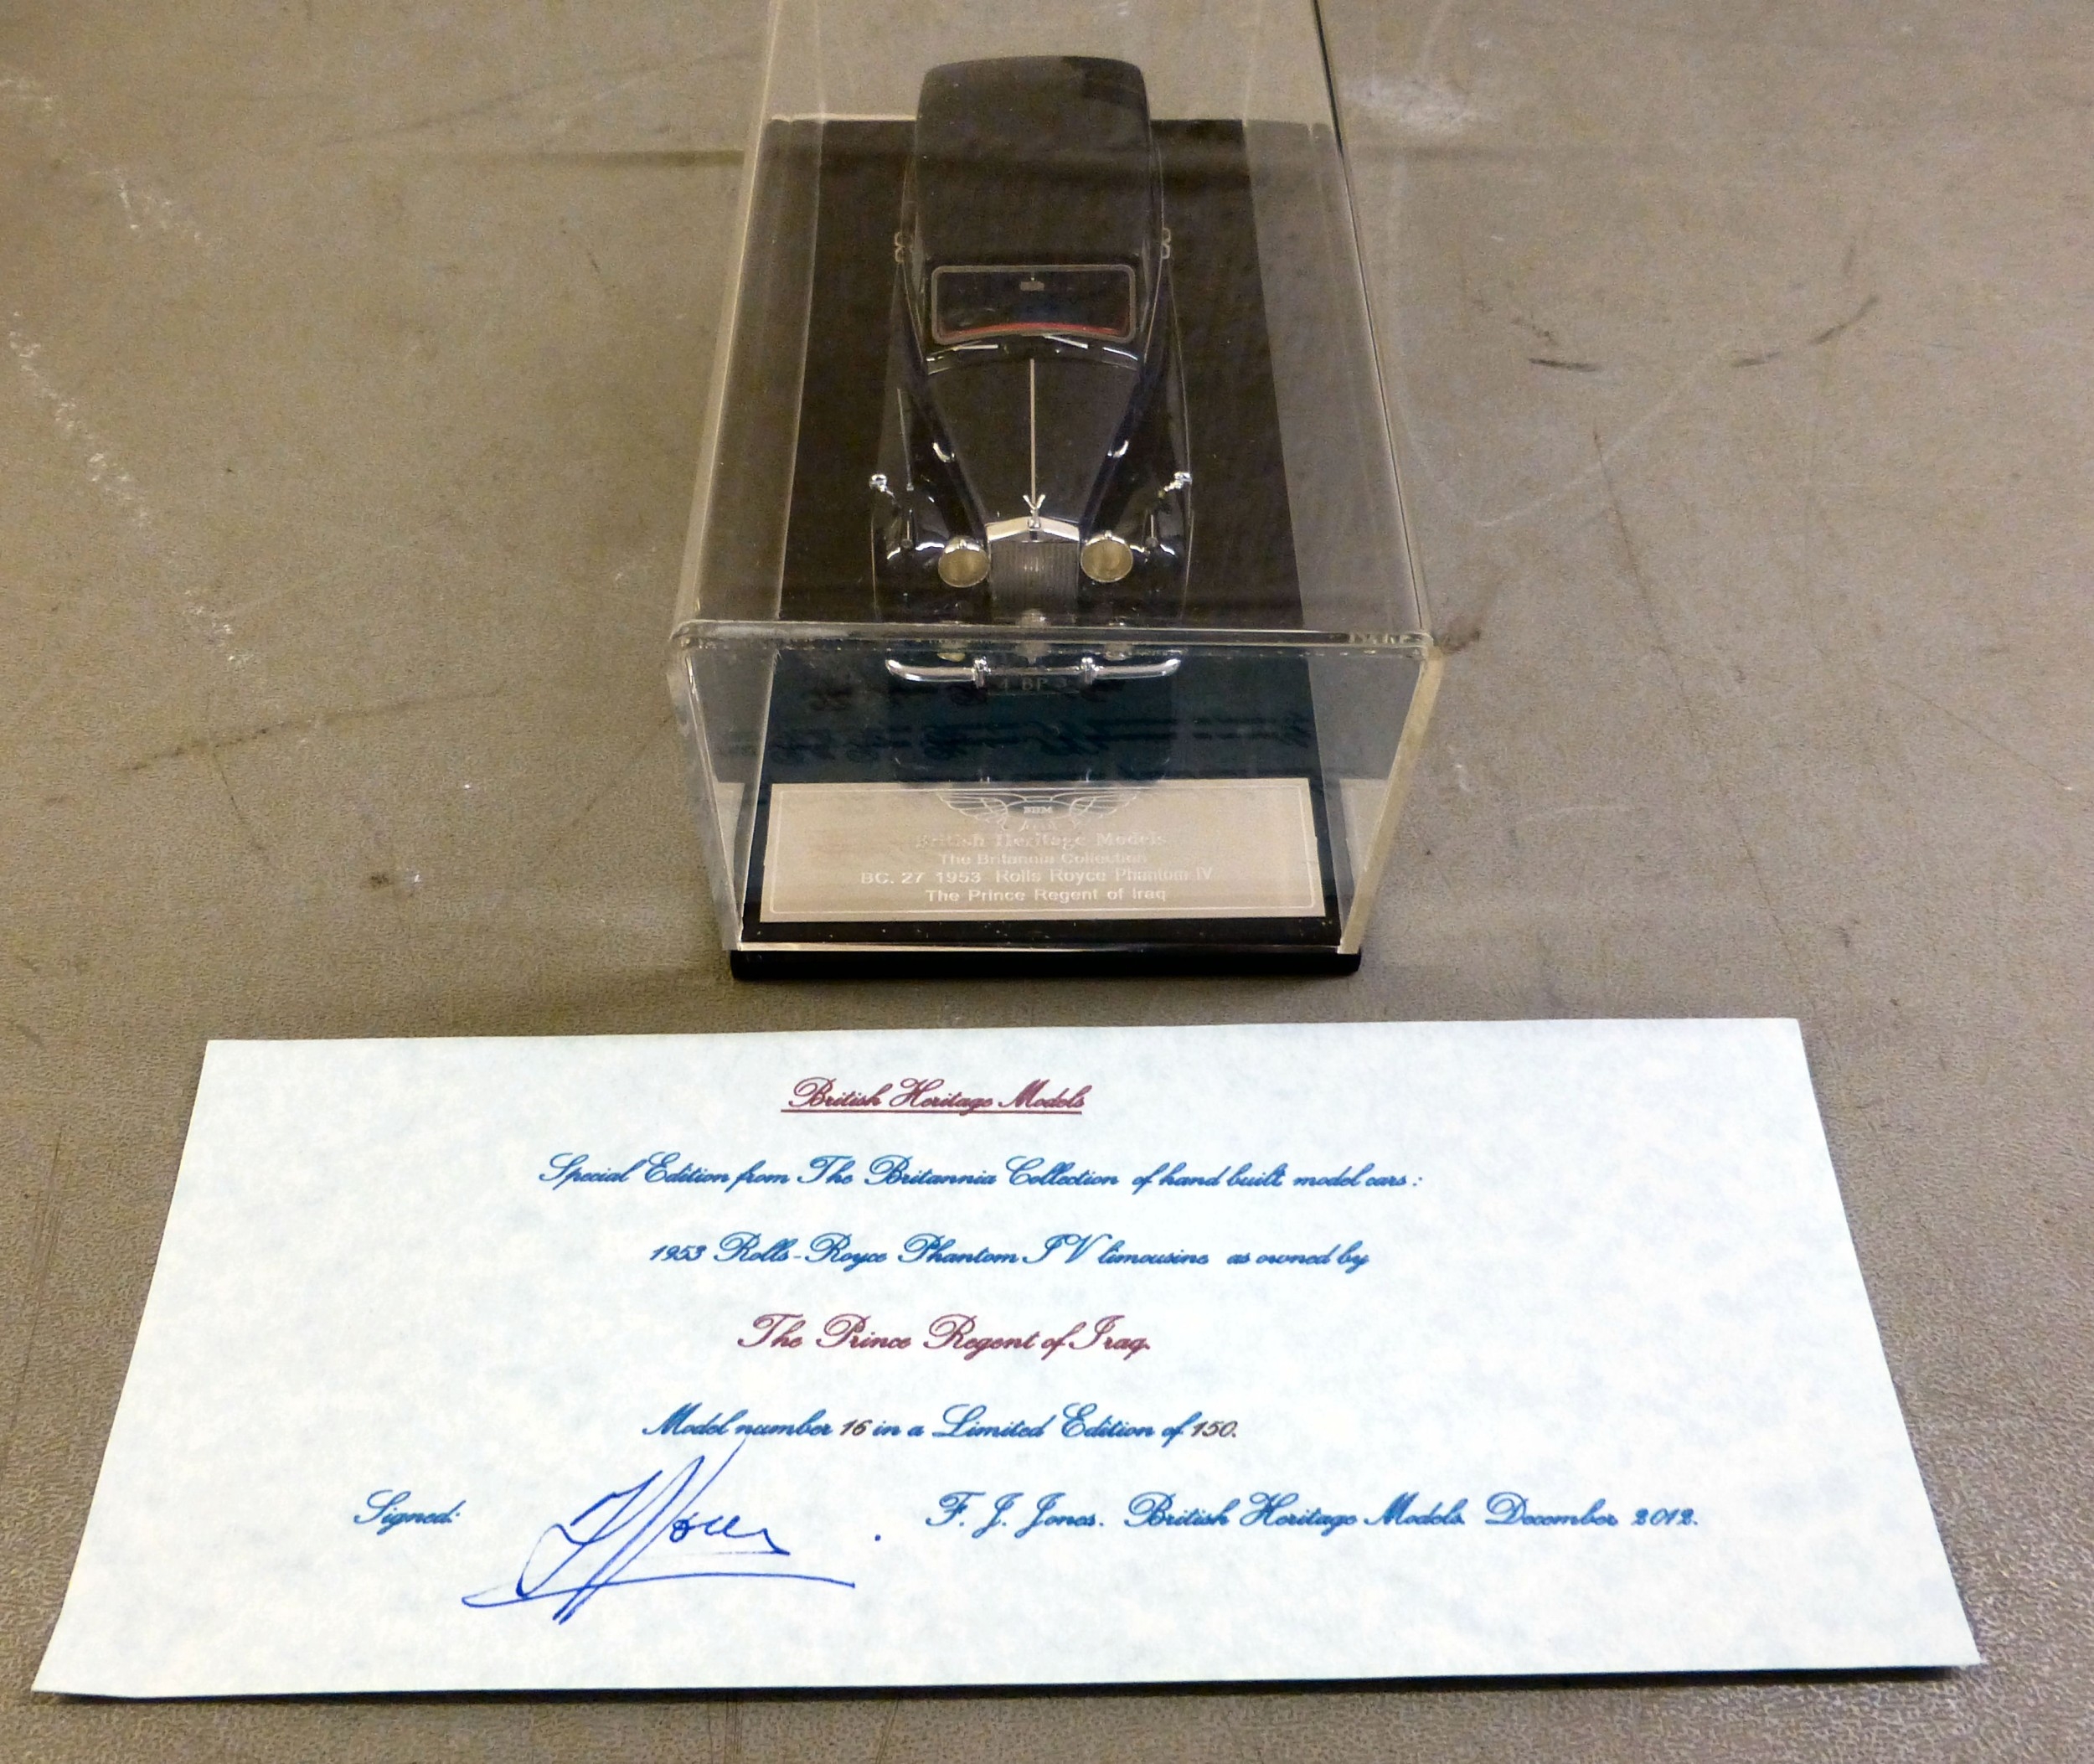 BHM
British Heritage Models
The Britannia Collection
BC. 27 1953 Rolls Royce Phantom IV
The Prince Regent of Iraq
British Heritage Models
Special Edition from The Britannia Collection of hand built model cars :
1953 Rolls-Royce Phantom IV limousine as owned by
The Prince Regent of Iraq.
Model number 16 in a Limited Edition of 150.
Signed: F. J. Jones. British Heritage Models. December 2012.